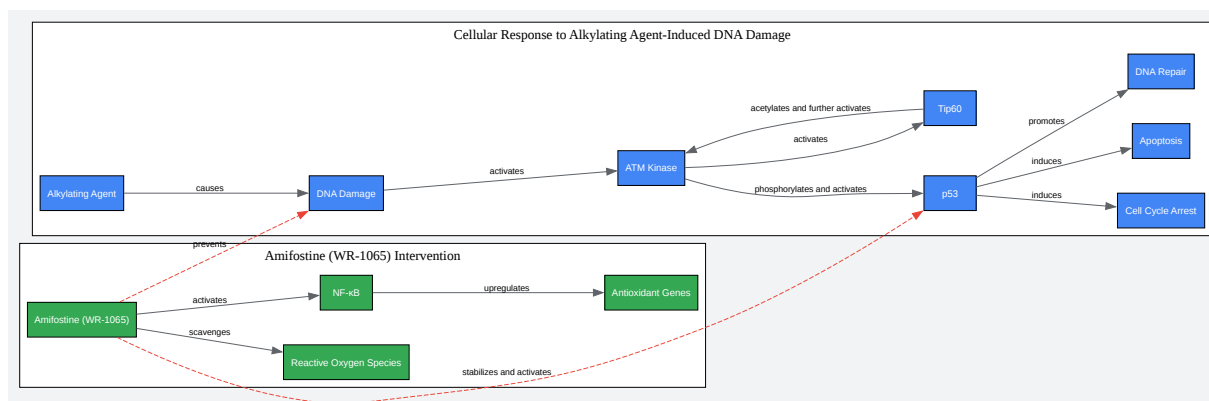 Cellular Response to Alkylating Agent-Induced DNA Damage
DNA Repair
acetylates and further activates
Tip60
promotes
activates
Apoptosis
induces
ATM Kinase
activates
Alkylating Agent
causes
DNA Damage
phosphorylates and activates
p53
induces
Cell Cycle Arrest
prevents
Amifostine (WR-1065) Intervention
NF-κB
upregulates
Antioxidant Genes
activates
Amifostine (WR-1065)
scavenges
Reactive Oxygen Species
stabilizes and activates